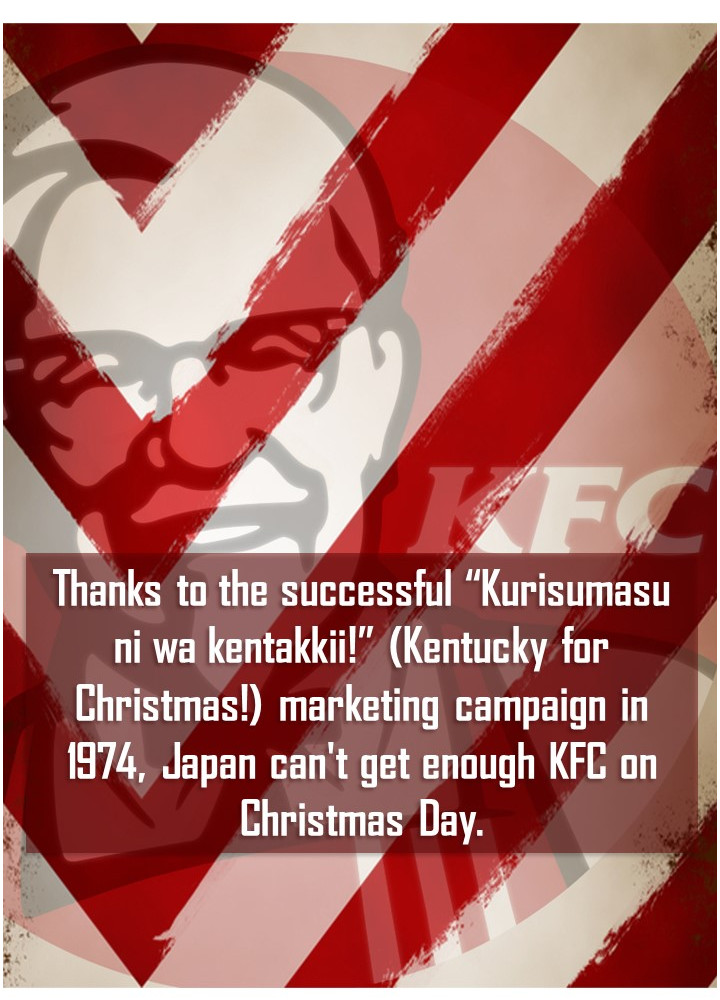 KFC
Thanks to the successful “Kurisumasu
ni wa kentakkii!” (Kentucky for
Christmas!) marketing campaign in
1974, Japan can't get enough KFC on
Christmas Day.